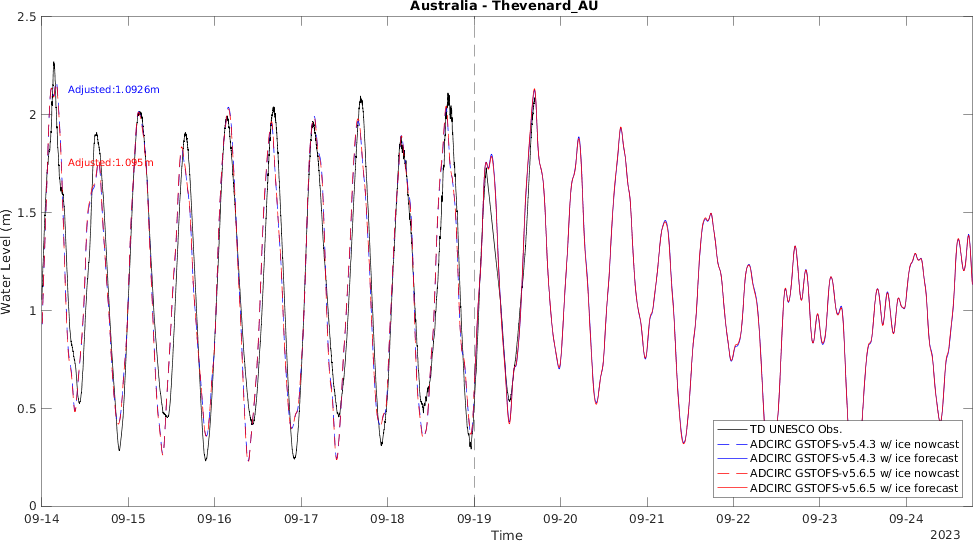 Australia - Thevenard_AU
2.5
2
1.5
1
0.5
0
Water Level (m)
Adjusted:1.0926m
Adjusted:1.095m
TD UNESCO Obs.
ADCIRC GSTOFS-v5.4.3 w/ ice nowcast
ADCIRC GSTOFS-v5.4.3 w/ ice forecast
ADCIRC GSTOFS-v5.6.5 w/ ice nowcast
ADCIRC GSTOFS-v5.6.5 w/ ice forecast
09-14 09-15 09-16 09-17 09-18 09-19 09-20 09-21 09-22 09-23 09-24
Time
2023